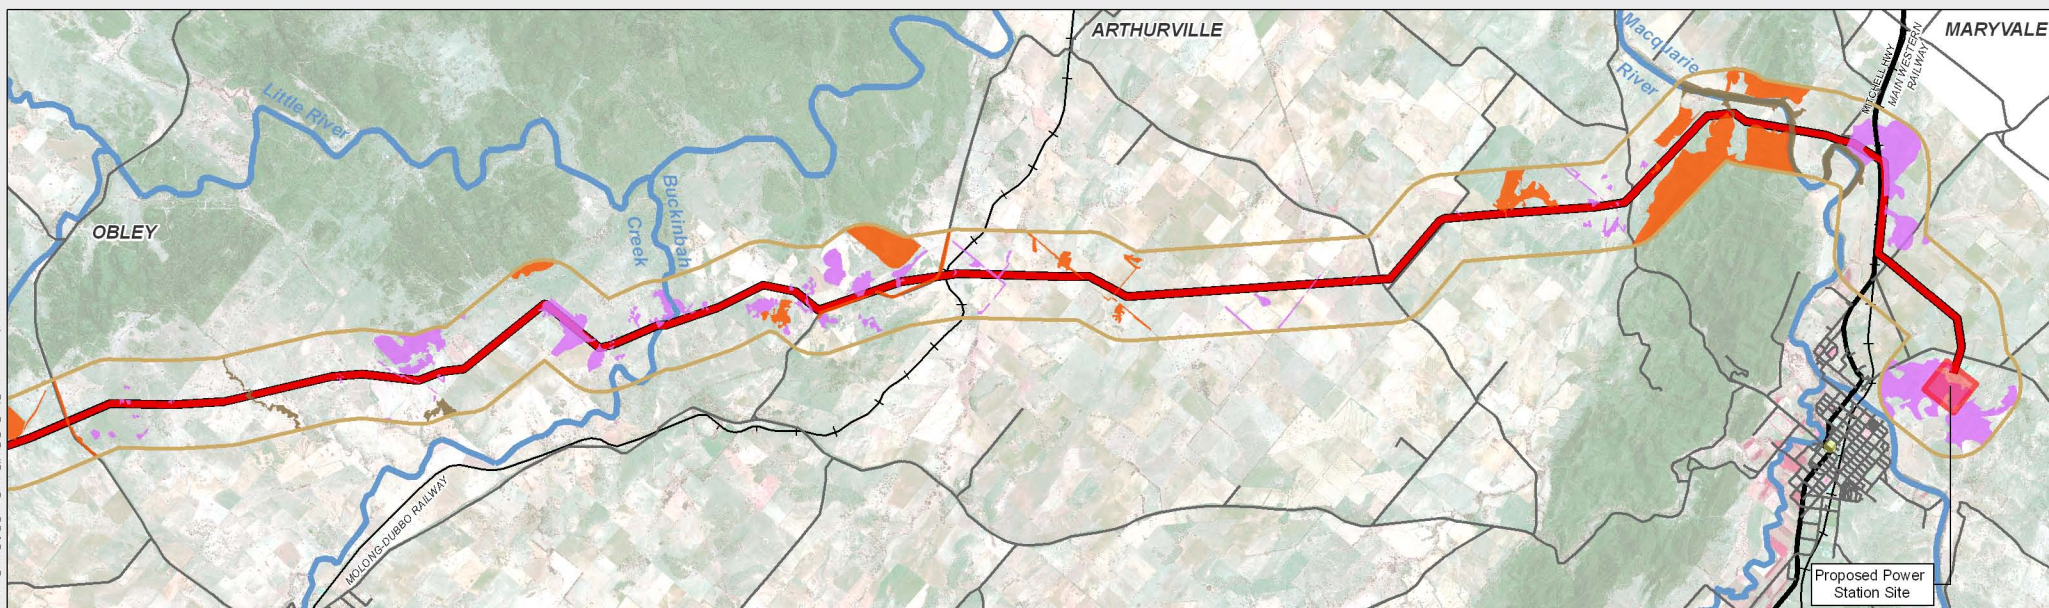 ARTHURVILLE
MARYVALE
Macquarie
River
MITCHELL HWY
MAIN WESTERN
RAILWAY
Little River
Buckinbah
Creek
OBLEY
MOLONG-DUBBO RAILWAY
Proposed Power
Station Site